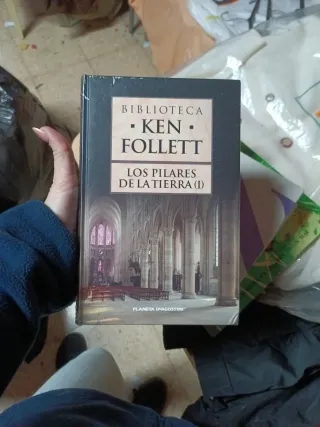 BIBLIOTECA
· KEN ·
FOLLETT
LOS PILARES
DE LA TIERRA (I)
PLANETA DEAGOSTINI